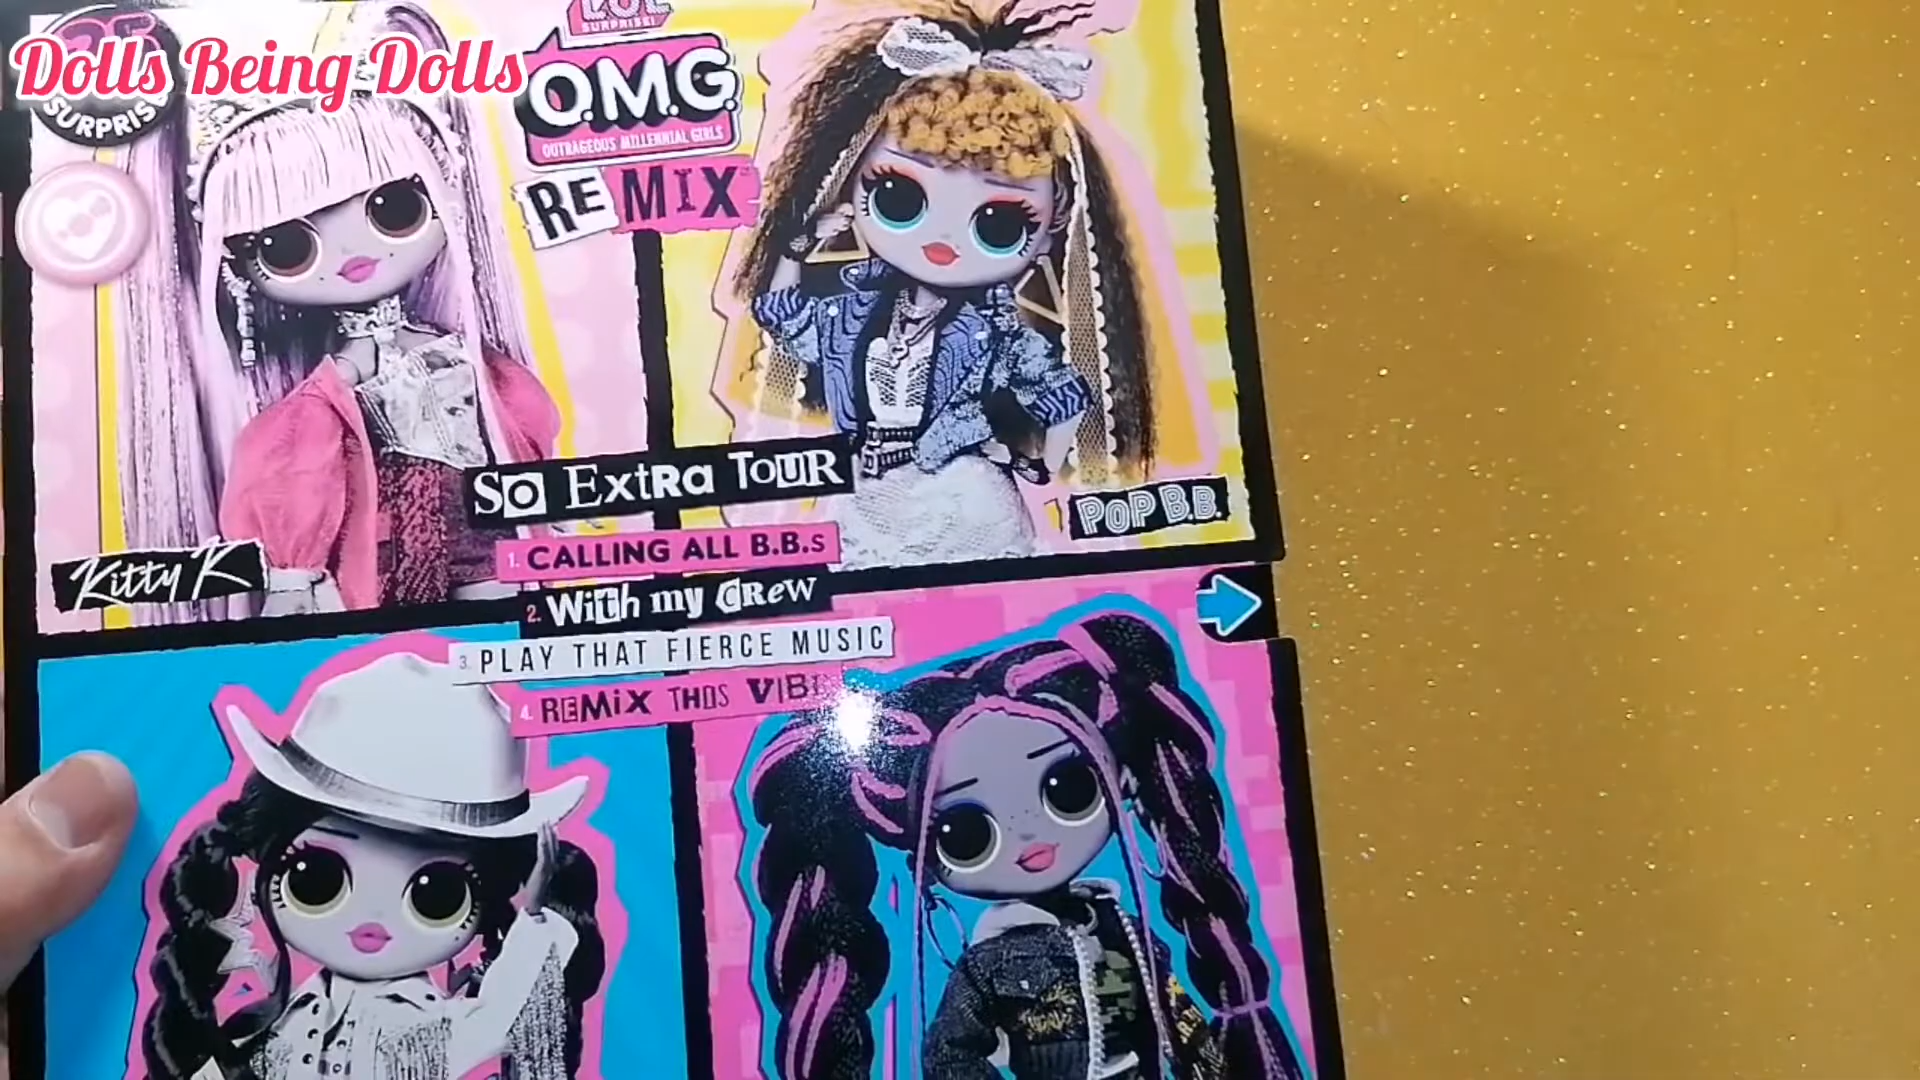 Dolls Being Dolls
SURPRISE
L.O.L.
SURPRISE!
O.M.G.
OUTRAGEOUS MILLENNIAL GIRLS
REMIX
SO EXTRA TOUR
POP B.B.
Kitty K
1. CALLING ALL B.B.s
2. With my CReW
3. PLAY THAT FIERCE MUSIC
4. REMiX THIS VIBE